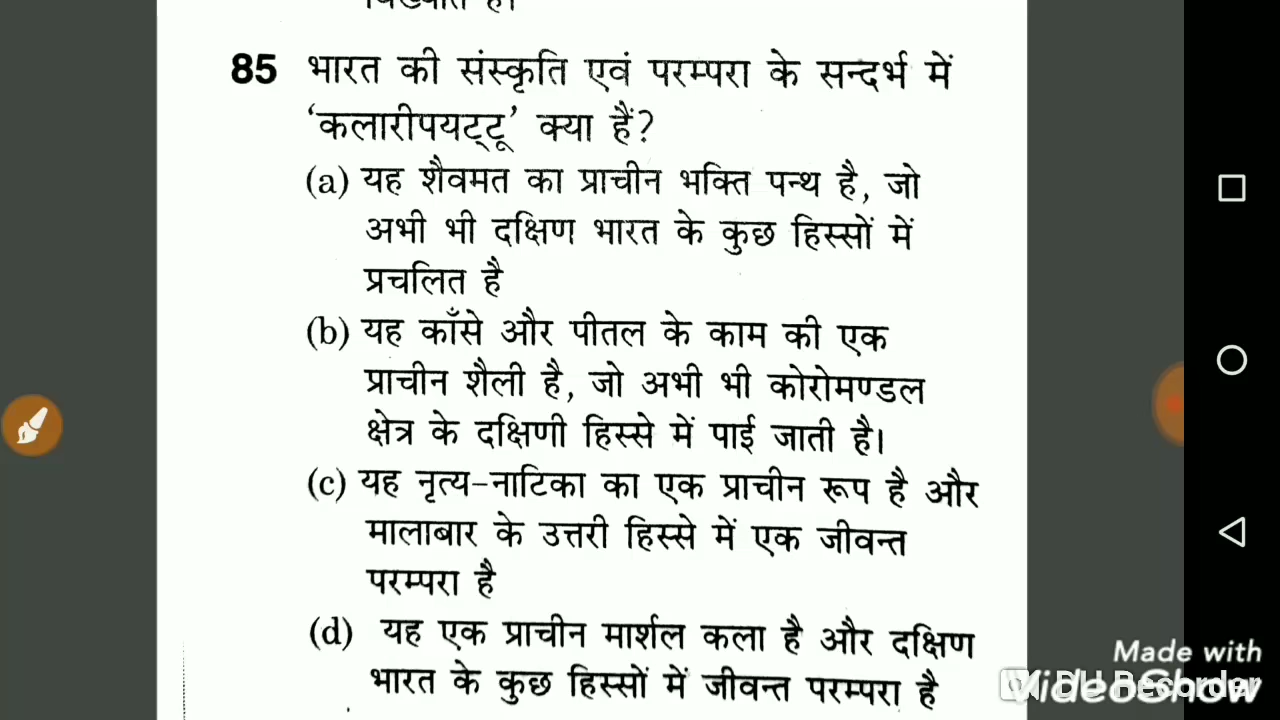 85 भारत की संस्कृति एवं परम्परा के सन्दर्भ में
‘कलारीपयट्टू’ क्या हैं?
(a) यह शैवमत का प्राचीन भक्ति पन्थ है, जो
अभी भी दक्षिण भारत के कुछ हिस्सों में
प्रचलित है
(b) यह काँसे और पीतल के काम की एक
प्राचीन शैली है, जो अभी भी कोरोमण्डल
क्षेत्र के दक्षिणी हिस्से में पाई जाती है।
(c) यह नृत्य-नाटिका का एक प्राचीन रूप है और
मालाबार के उत्तरी हिस्से में एक जीवन्त
परम्परा है
(d) यह एक प्राचीन मार्शल कला है और दक्षिण
भारत के कुछ हिस्सों में जीवन्त परम्परा है
Made with
VideoShow